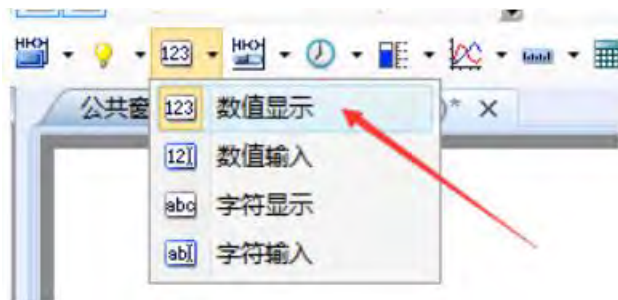 123
公共窗
)* ×
123 数值显示
12 数值输入
abc 字符显示
ab 字符输入